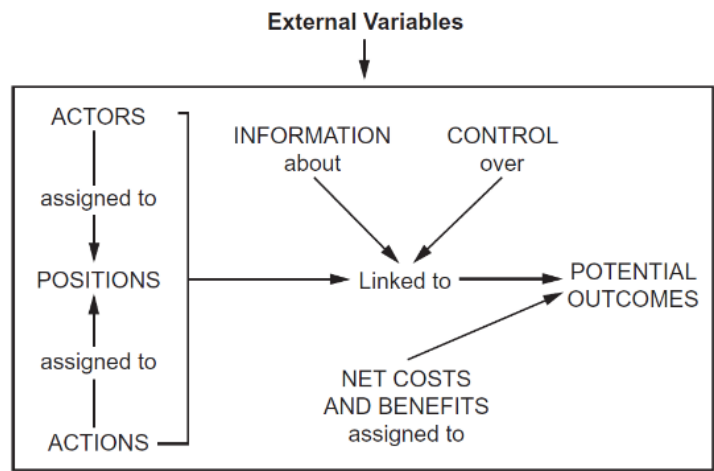 External Variables
ACTORS
assigned to
POSITIONS
assigned to
ACTIONS
INFORMATION
about
CONTROL
over
Linked to
POTENTIAL
OUTCOMES
NET COSTS
AND BENEFITS
assigned to